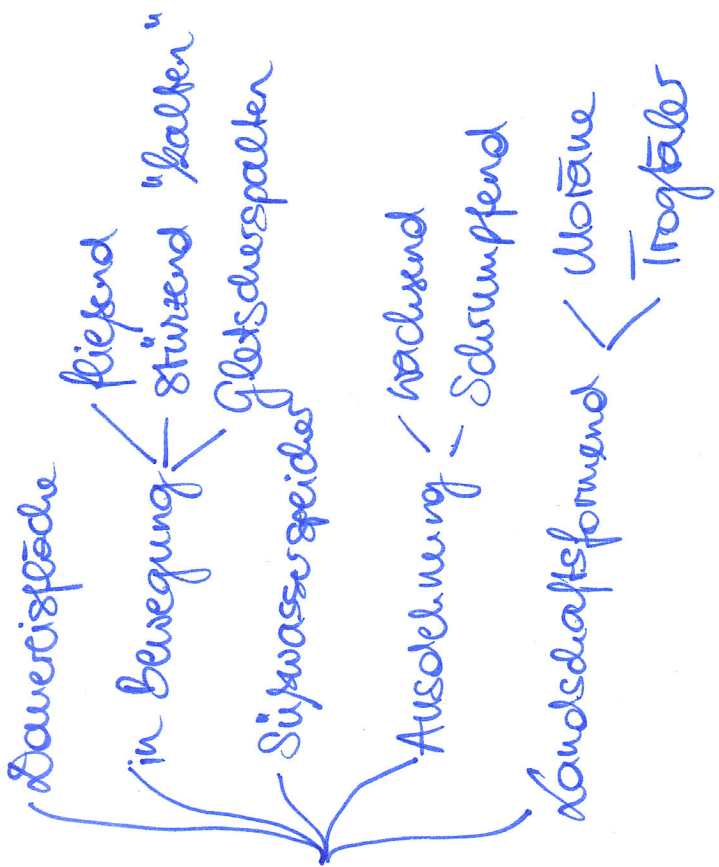 Dauereisfläche
in Bewegung
fließend
stürzend "kalben"
Gletscherspalten
Süßwasserspeicher
Ausdehnung
wachsend
schrumpfend
Landschaftsformend
Moräne
Trogtäler